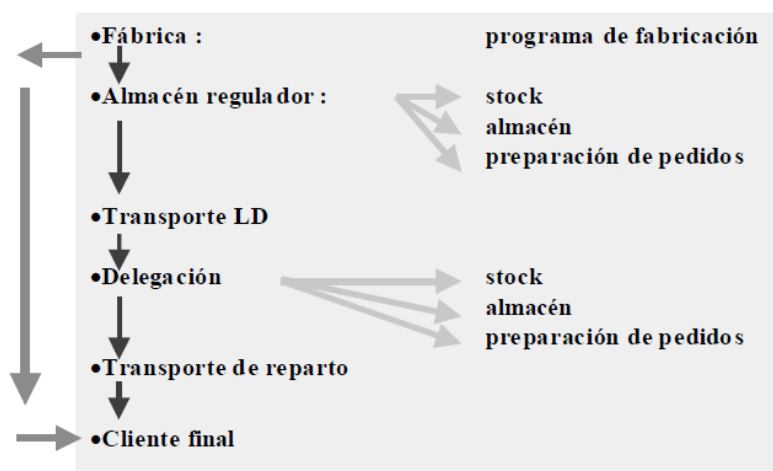 •Fábrica : programa de fabricación
•Almacén regulador : stock
almacén
preparación de pedidos
•Transporte LD
•Delegación stock
almacén
preparación de pedidos
•Transporte de reparto
•Cliente final